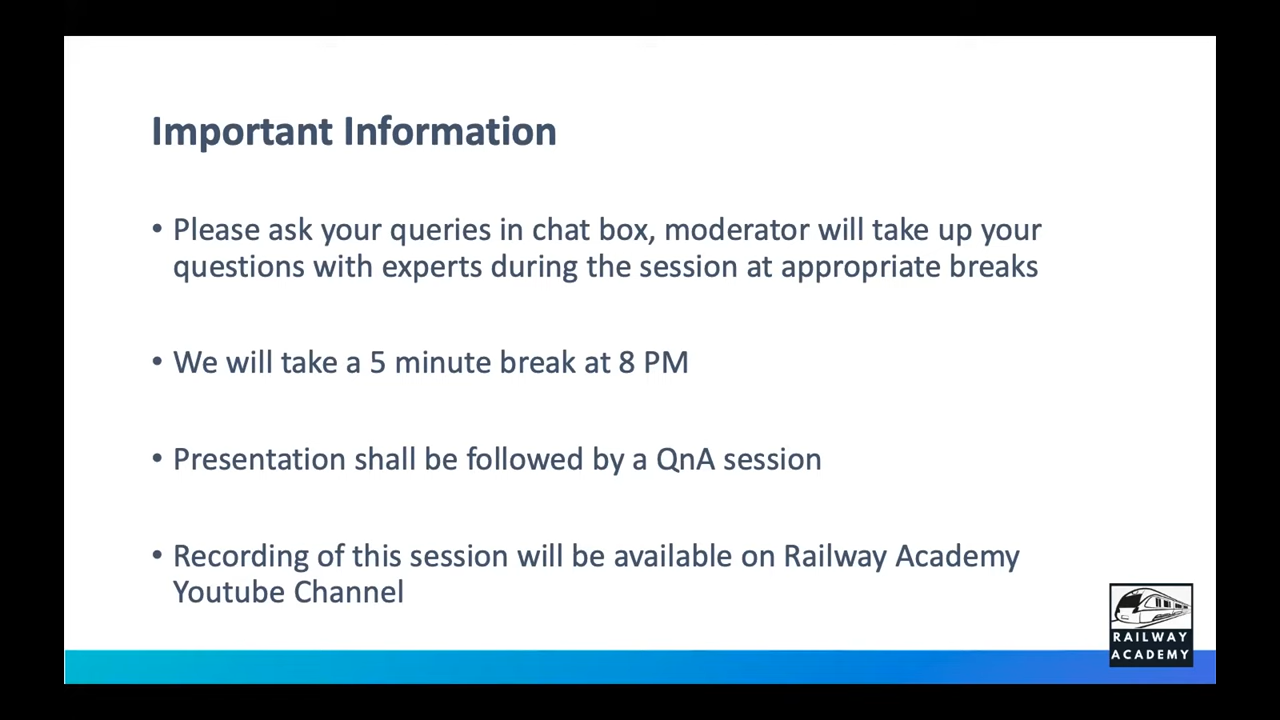 Important Information
• Please ask your queries in chat box, moderator will take up your
questions with experts during the session at appropriate breaks
• We will take a 5 minute break at 8 PM
• Presentation shall be followed by a QnA session
• Recording of this session will be available on Railway Academy
Youtube Channel
RAILWAY
ACADEMY